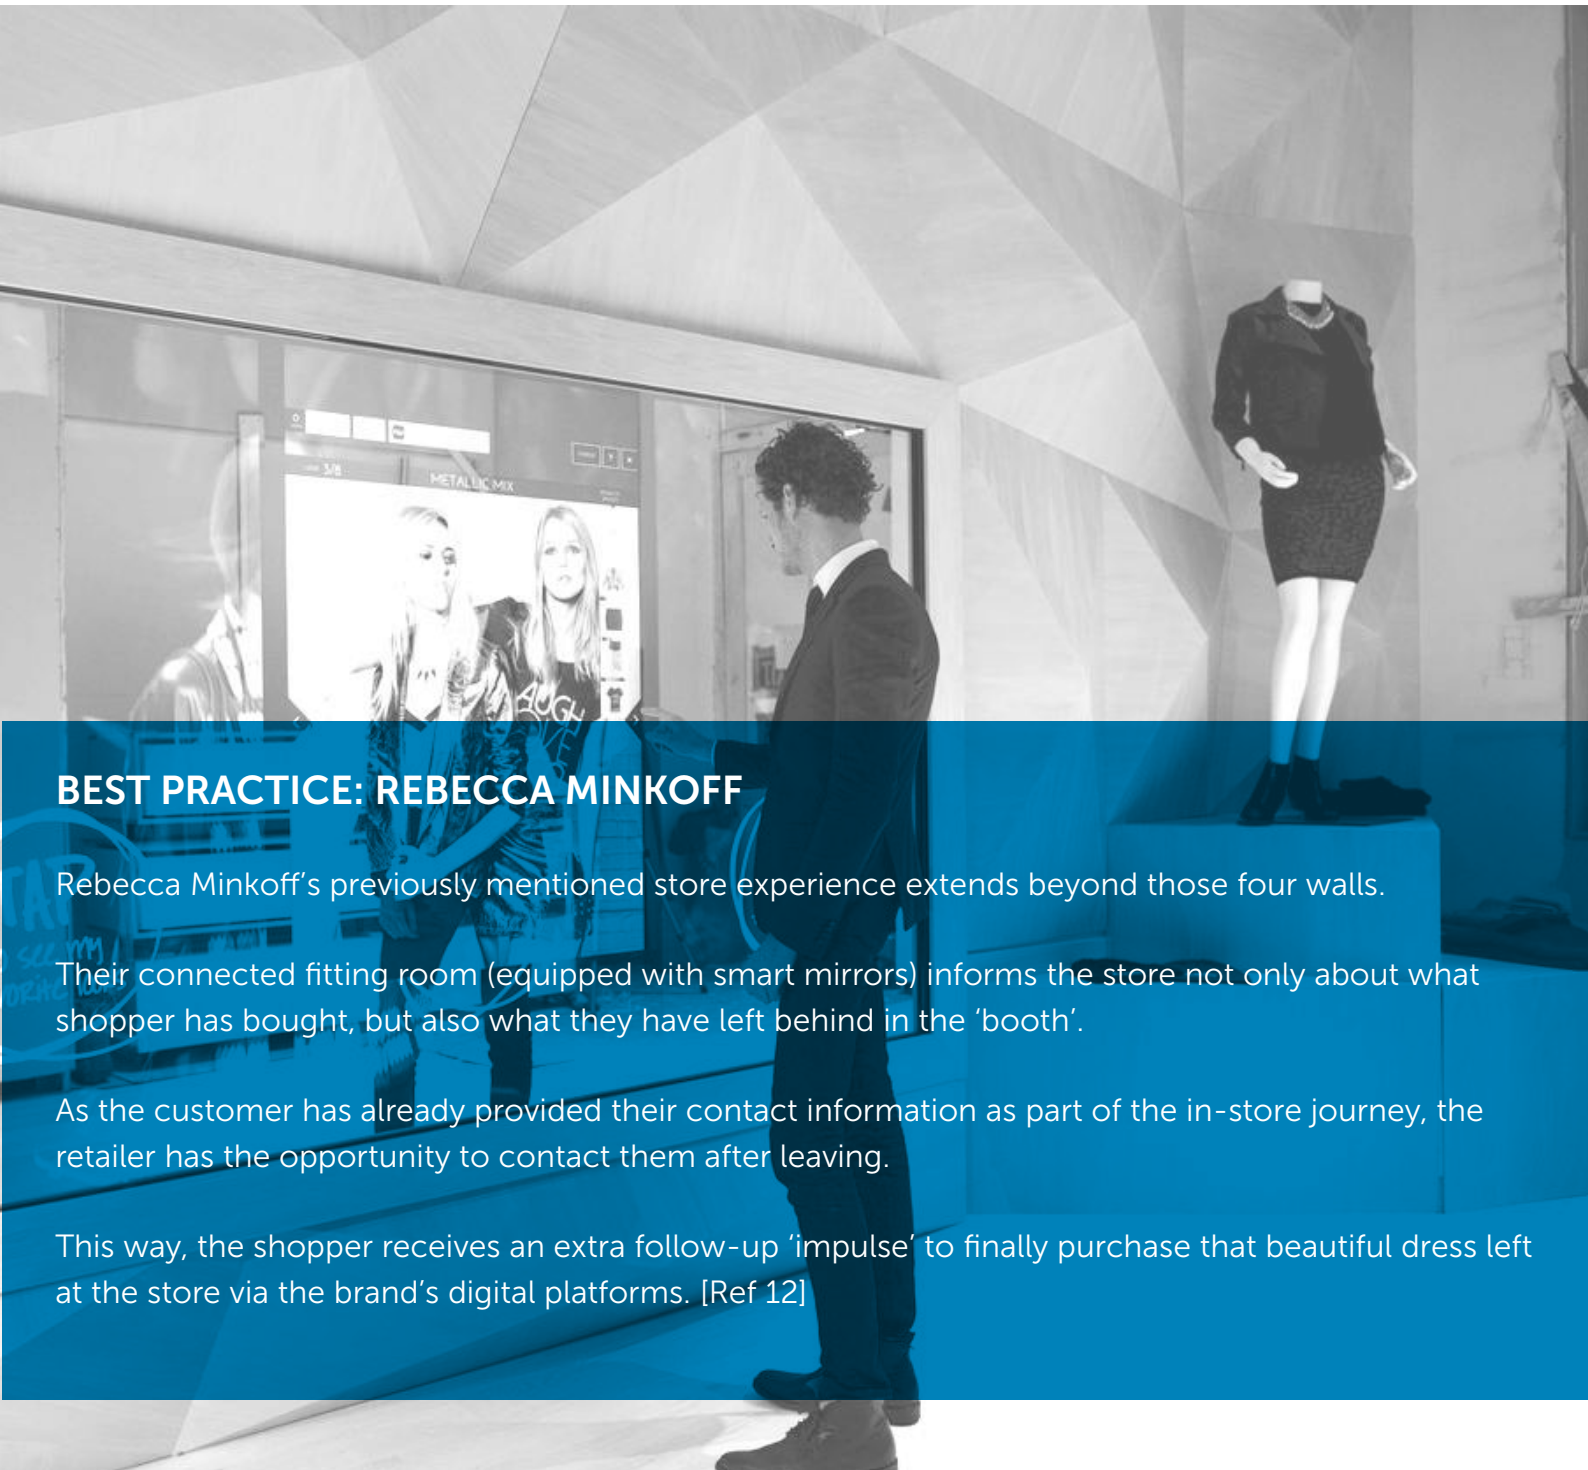 3/8
METALLIC MIX
BEST PRACTICE: REBECCA MINKOFF
Rebecca Minkoff’s previously mentioned store experience extends beyond those four walls.
Their connected fitting room (equipped with smart mirrors) informs the store not only about what
shopper has bought, but also what they have left behind in the ‘booth’.
As the customer has already provided their contact information as part of the in-store journey, the
retailer has the opportunity to contact them after leaving.
This way, the shopper receives an extra follow-up ‘impulse’ to finally purchase that beautiful dress left
at the store via the brand’s digital platforms. [Ref 12]
TAP
see my